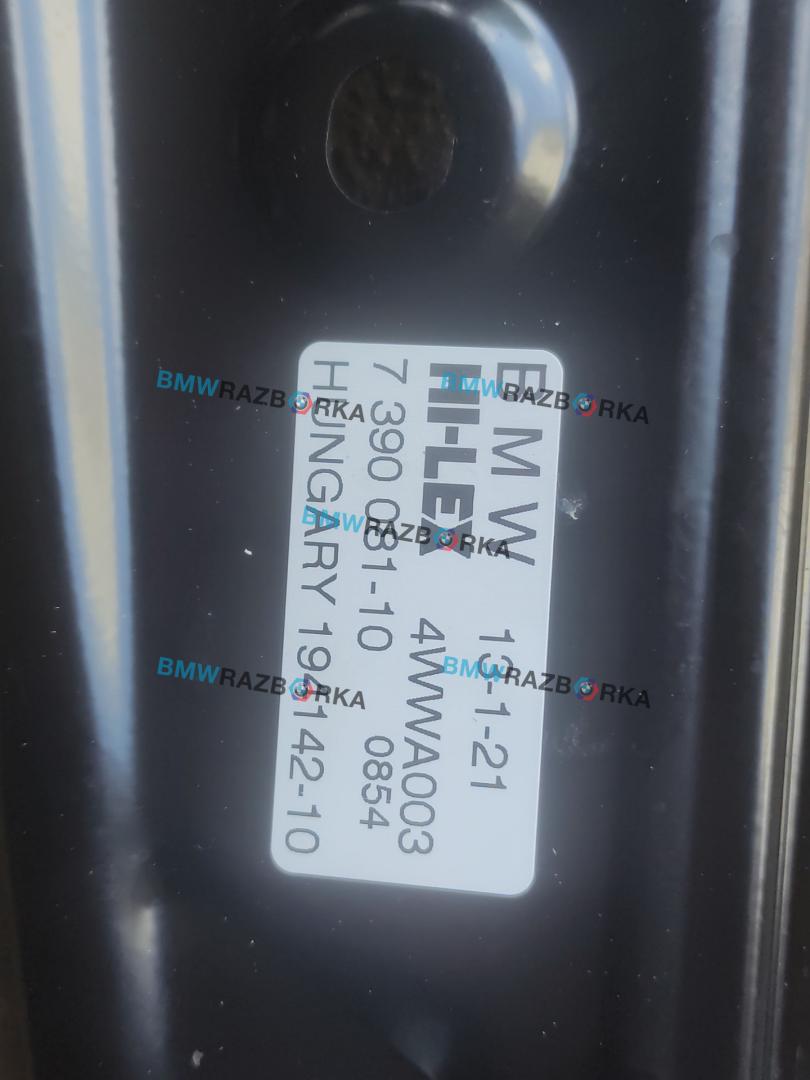 BMW 13-1-21
HI-LEX 4WWA003
7 390 081-10 0854
HUNGARY 194142-10
BMWRAZBORKA
BMWRAZBORKA
BMWRAZBORKA
BMWRAZBORKA
BMWRAZBORKA